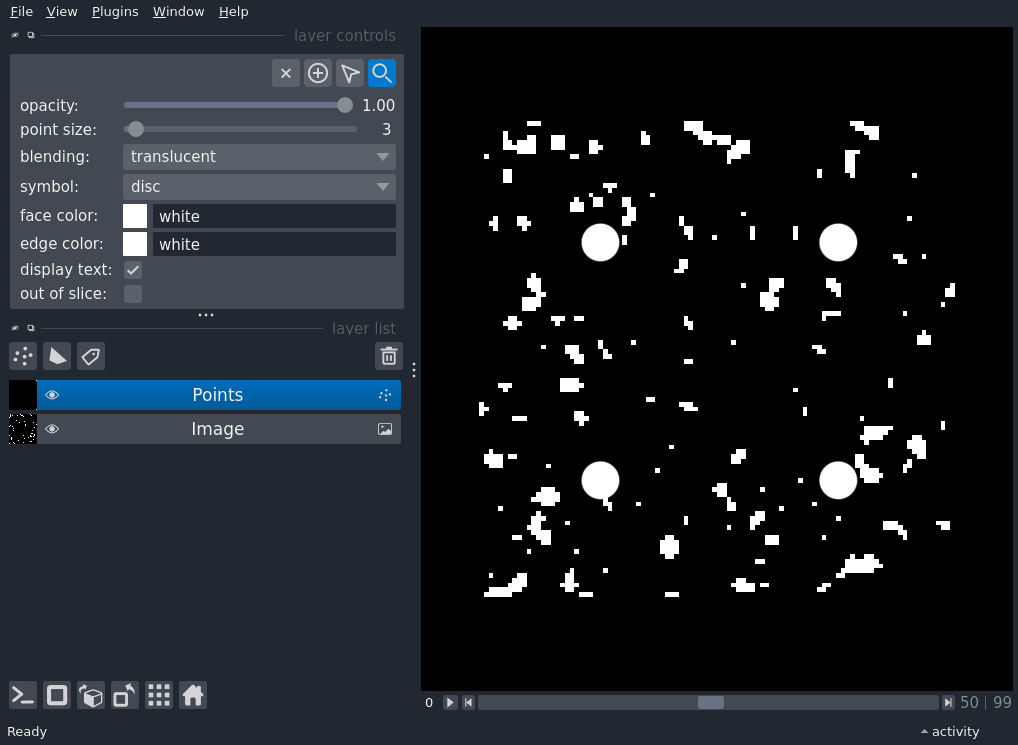 File View Plugins Window Help
layer controls
opacity: 1.00
point size: 3
blending: translucent
symbol: disc
face color: white
edge color: white
display text:
out of slice:
layer list
Points
Image
0 50 | 99
Ready activity